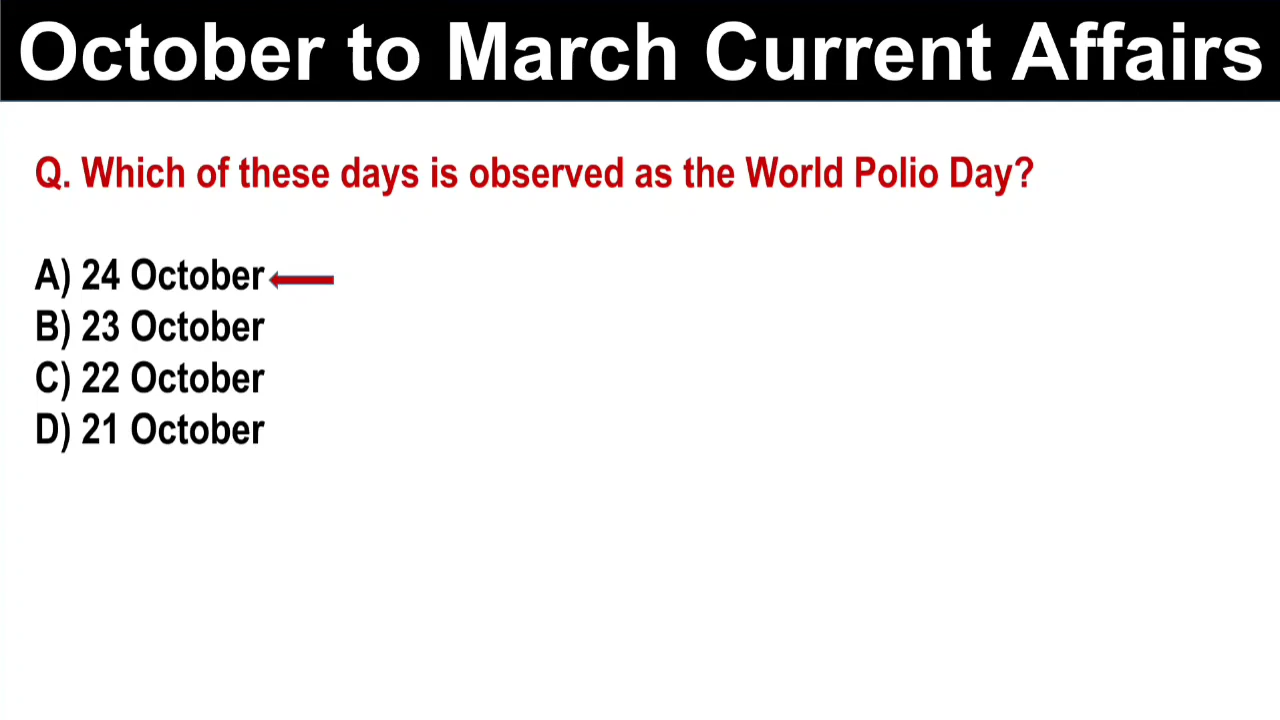 October to March Current Affairs
Q. Which of these days is observed as the World Polio Day?
A) 24 October
B) 23 October
C) 22 October
D) 21 October